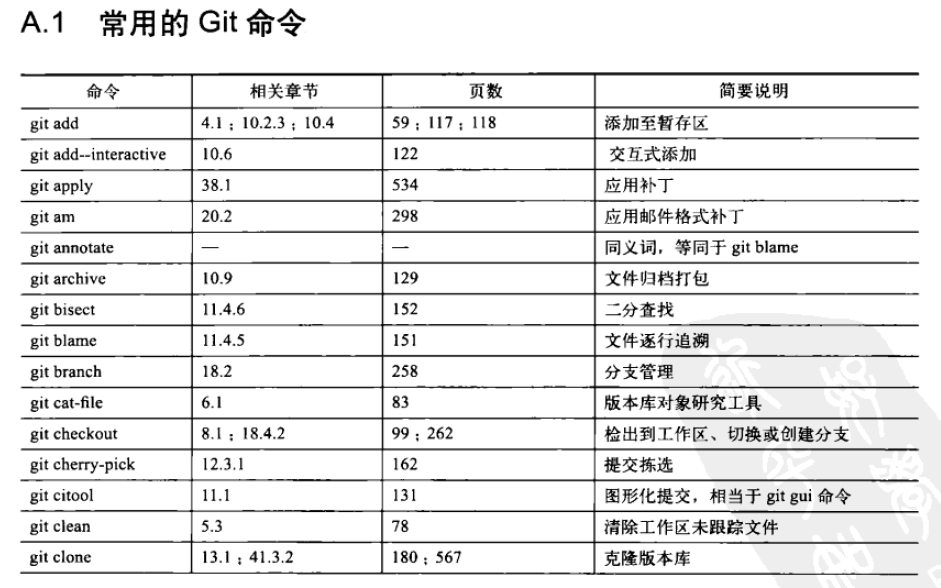 A.1 常用的 Git 命令
命令 相关章节 页数 简要说明
git add 4.1；10.2.3；10.4 59；117；118 添加至暂存区
git add--interactive 10.6 122 交互式添加
git apply 38.1 534 应用补丁
git am 20.2 298 应用邮件格式补丁
git annotate — — 同义词，等同于 git blame
git archive 10.9 129 文件归档打包
git bisect 11.4.6 152 二分查找
git blame 11.4.5 151 文件逐行追溯
git branch 18.2 258 分支管理
git cat-file 6.1 83 版本库对象研究工具
git checkout 8.1；18.4.2 99；262 检出到工作区、切换或创建分支
git cherry-pick 12.3.1 162 提交拣选
git citool 11.1 131 图形化提交，相当于 git gui 命令
git clean 5.3 78 清除工作区未跟踪文件
git clone 13.1；41.3.2 180；567 克隆版本库